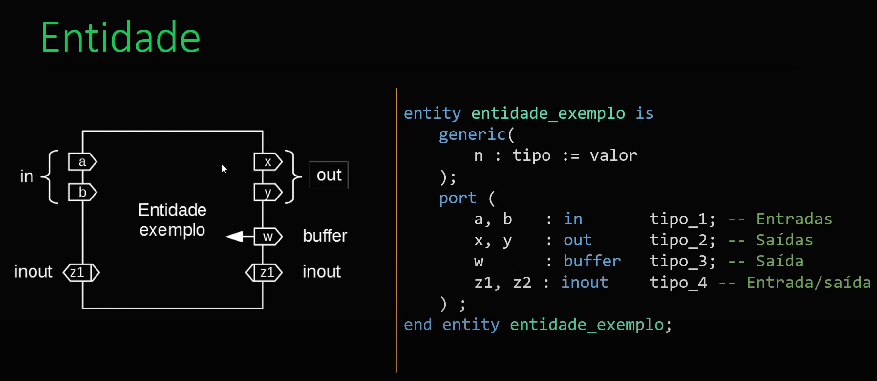 Entidade
in
a
b
x
y
out
Entidade
exemplo
w
buffer
inout
z1
z1
inout
entity entidade_exemplo is
generic(
n : tipo := valor
);
port (
a, b : in tipo_1; -- Entradas
x, y : out tipo_2; -- Saídas
w : buffer tipo_3; -- Saída
z1, z2 : inout tipo_4 -- Entrada/saída
) ;
end entity entidade_exemplo;